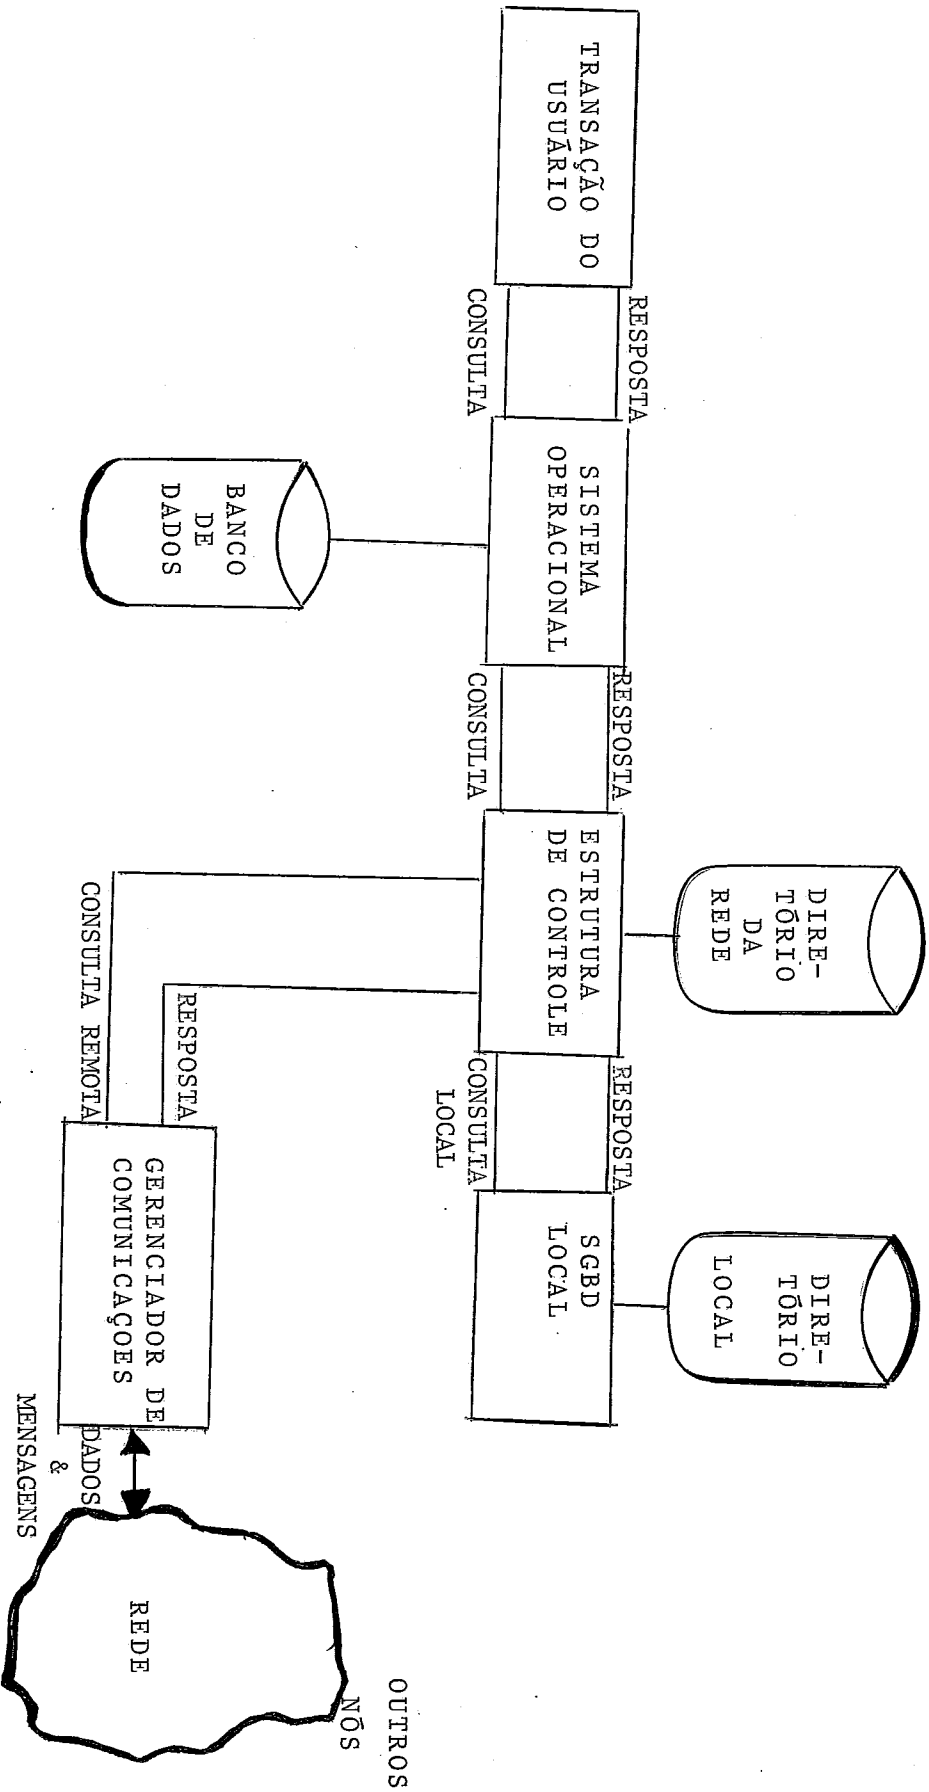 DIRE-
TÓRIO
DA
REDE
DIRE-
TÓRIO
LOCAL
RESPOSTA
RESPOSTA
RESPOSTA
TRANSAÇÃO DO
USUÁRIO
SISTEMA
OPERACIONAL
ESTRUTURA
DE CONTROLE
SGBD
LOCAL
CONSULTA
CONSULTA
CONSULTA
LOCAL
OUTROS
NÓS
BANCO
DE
DADOS
RESPOSTA
CONSULTA REMOTA
GERENCIADOR DE
COMUNICAÇOES
REDE
DADOS
&
MENSAGENS